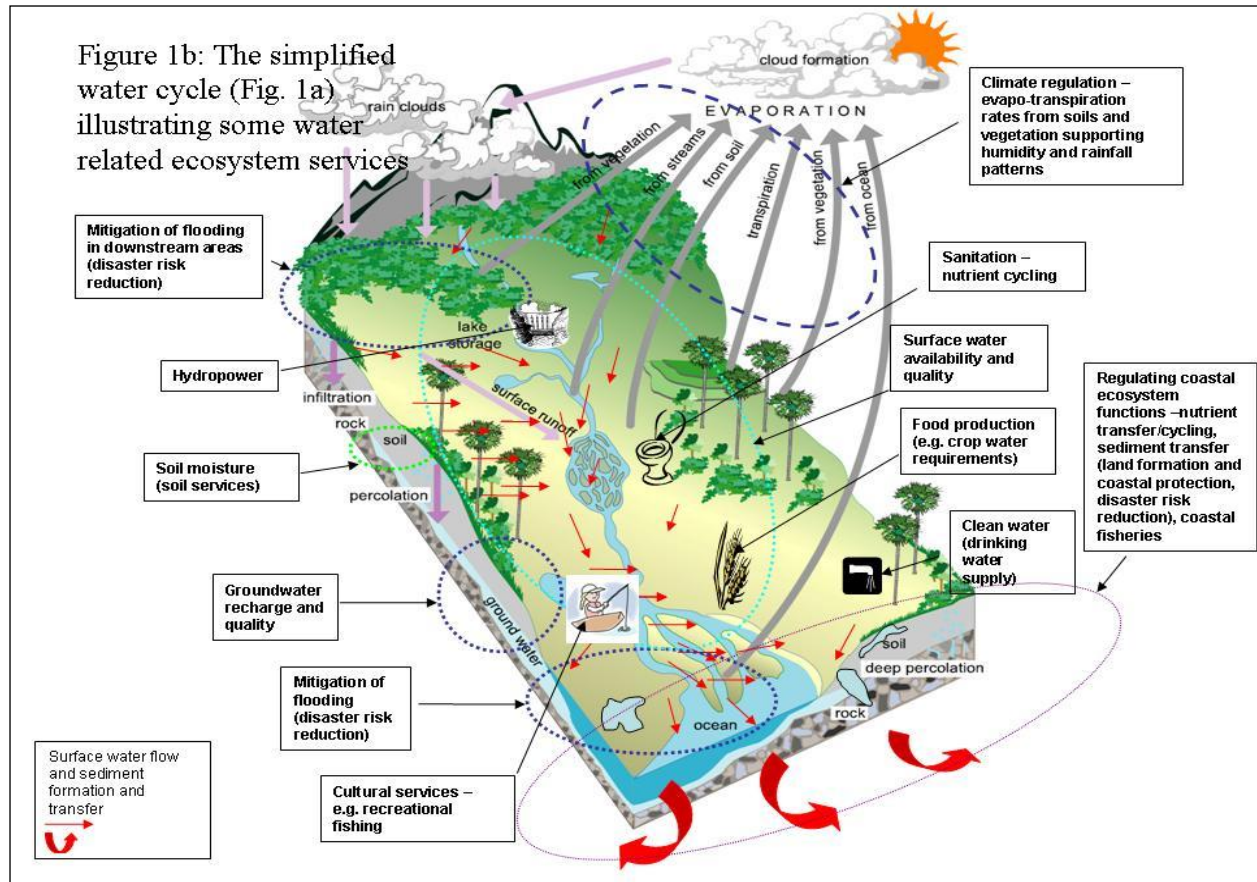 Figure 1b: The simplified
water cycle (Fig. 1a)
illustrating some water
related ecosystem services
cloud formation
rain clouds
EVAPORATION
from vegetation
from streams
from soil
transpiration
from vegetation
from ocean
Climate regulation –
evapo-transpiration
rates from soils and
vegetation supporting
humidity and rainfall
patterns
Mitigation of flooding
in downstream areas
(disaster risk
reduction)
Sanitation –
nutrient cycling
lake
storage
Hydropower
surface runoff
Surface water
availability and
quality
infiltration
rock
soil
Soil moisture
(soil services)
percolation
Food production
(e.g. crop water
requirements)
Regulating coastal
ecosystem
functions –nutrient
transfer/cycling,
sediment transfer
(land formation and
coastal protection,
disaster risk
reduction), coastal
fisheries
Clean water
(drinking
water
supply)
Groundwater
recharge and
quality
ground water
soil
deep percolation
rock
Mitigation of
flooding
(disaster risk
reduction)
ocean
Cultural services –
e.g. recreational
fishing
Surface water flow
and sediment
formation and
transfer